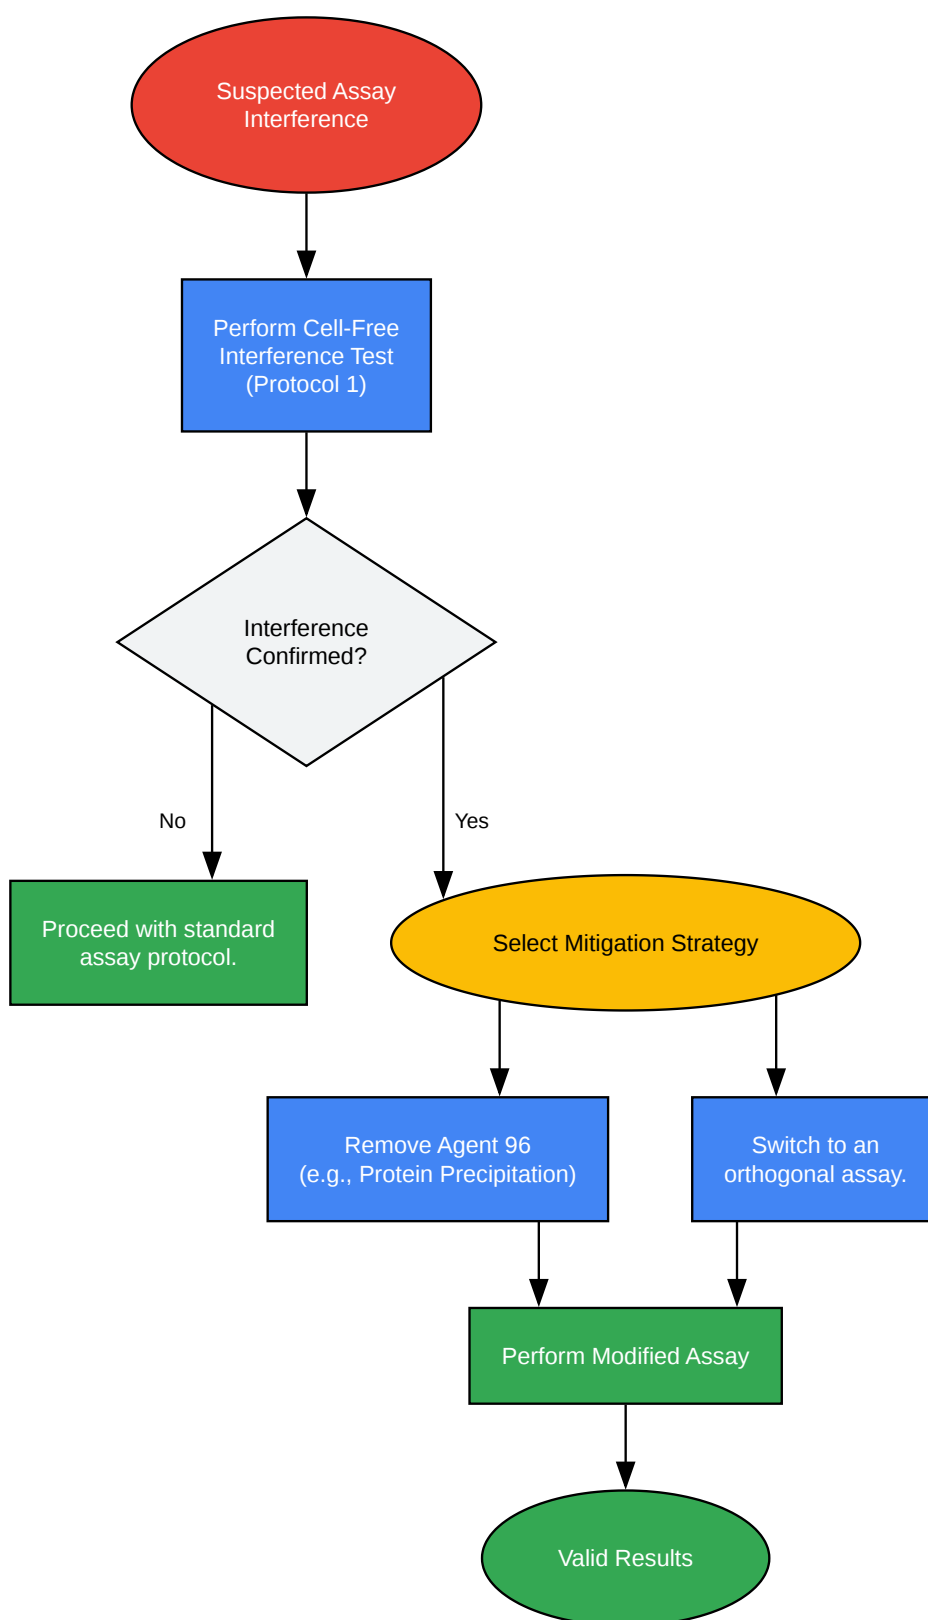 Suspected Assay
Interference
Perform Cell-Free
Interference Test
(Protocol 1)
Interference
Confirmed?
No
Yes
Proceed with standard
assay protocol.
Select Mitigation Strategy
Remove Agent 96
(e.g., Protein Precipitation)
Switch to an
orthogonal assay.
Perform Modified Assay
Valid Results